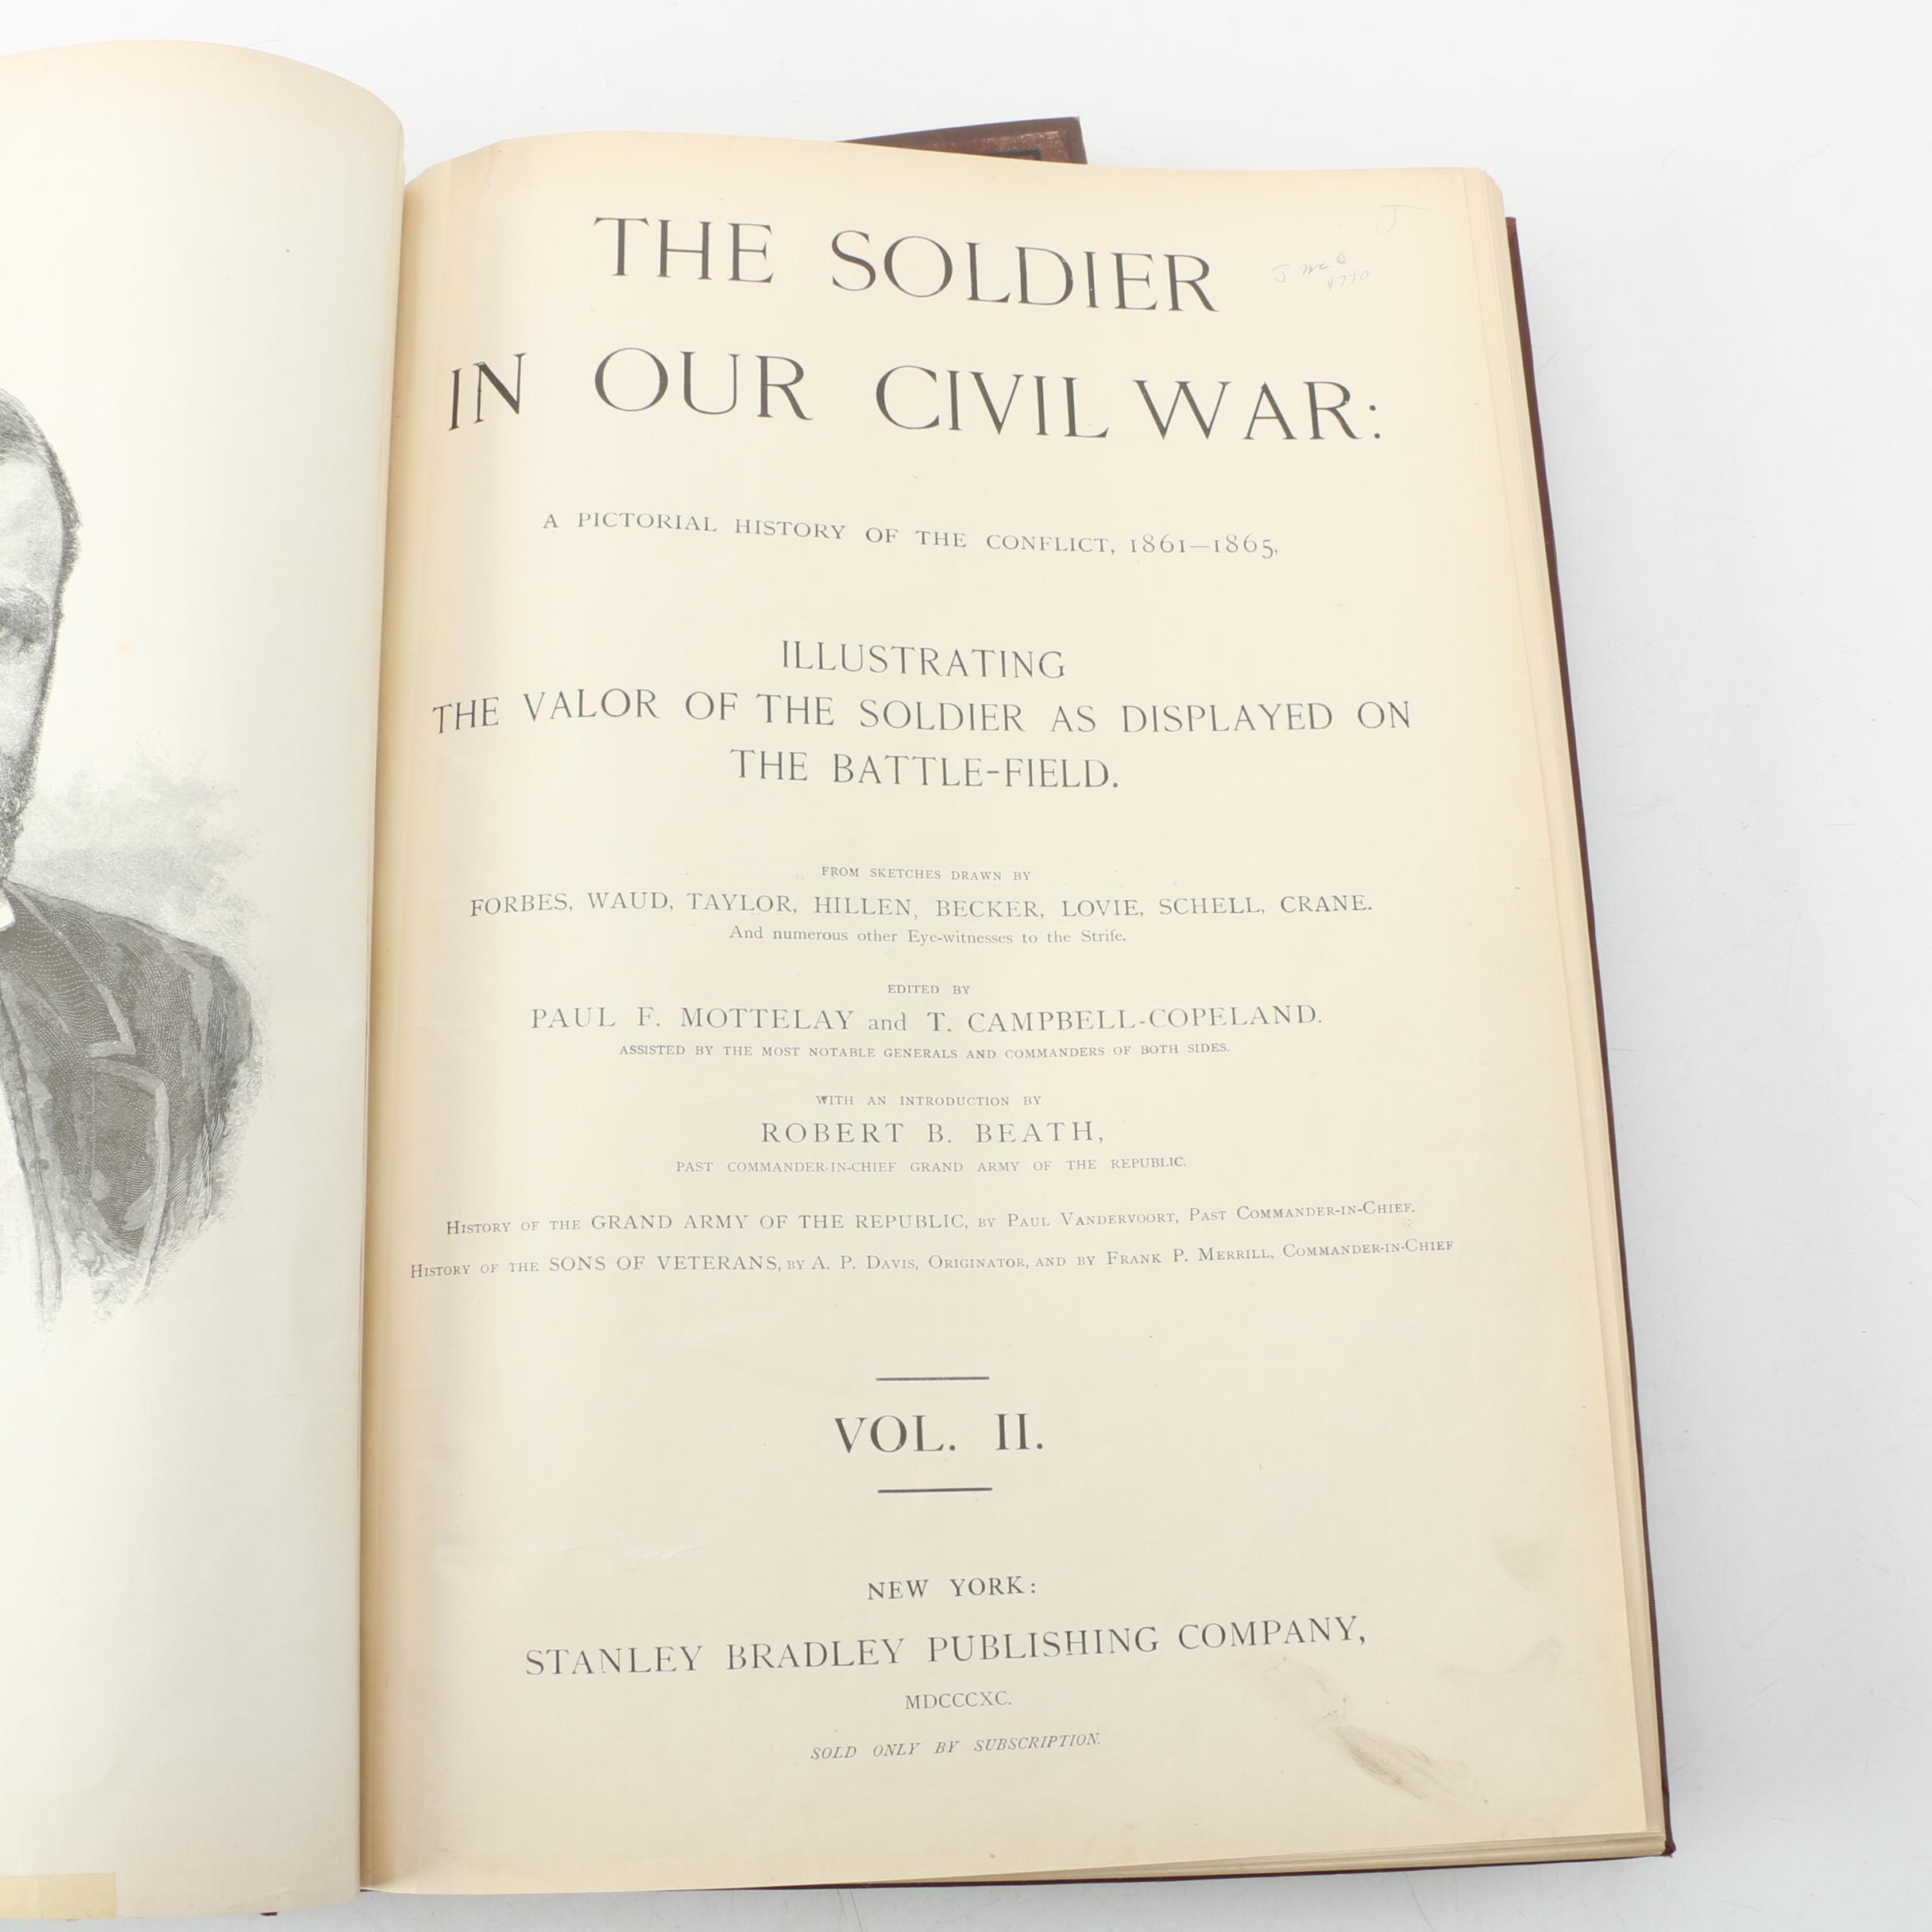 THE SOLDIER
IN OUR CIVIL WAR:
A PICTORIAL HISTORY OF THE CONFLICT, 1861—1865,
ILLUSTRATING
THE VALOR OF THE SOLDIER AS DISPLAYED ON
THE BATTLE-FIELD.
FROM SKETCHES DRAWN BY
FORBES, WAUD, TAYLOR, HILLEN, BECKER, LOVIE, SCHELL, CRANE.
And numerous other Eye-witnesses to the Strife.
EDITED BY
PAUL F. MOTTELAY and T. CAMPBELL-COPELAND.
ASSISTED BY THE MOST NOTABLE GENERALS AND COMMANDERS OF BOTH SIDES.
WITH AN INTRODUCTION BY
ROBERT B. BEATH,
PAST COMMANDER-IN-CHIEF GRAND ARMY OF THE REPUBLIC.
HISTORY OF THE GRAND ARMY OF THE REPUBLIC, BY PAUL VANDERVOORT, PAST COMMANDER-IN-CHIEF.
HISTORY OF THE SONS OF VETERANS, BY A. P. DAVIS, ORIGINATOR, AND BY FRANK P. MERRILL, COMMANDER-IN-CHIEF
VOL. II.
NEW YORK:
STANLEY BRADLEY PUBLISHING COMPANY,
MDCCCXC.
SOLD ONLY BY SUBSCRIPTION.